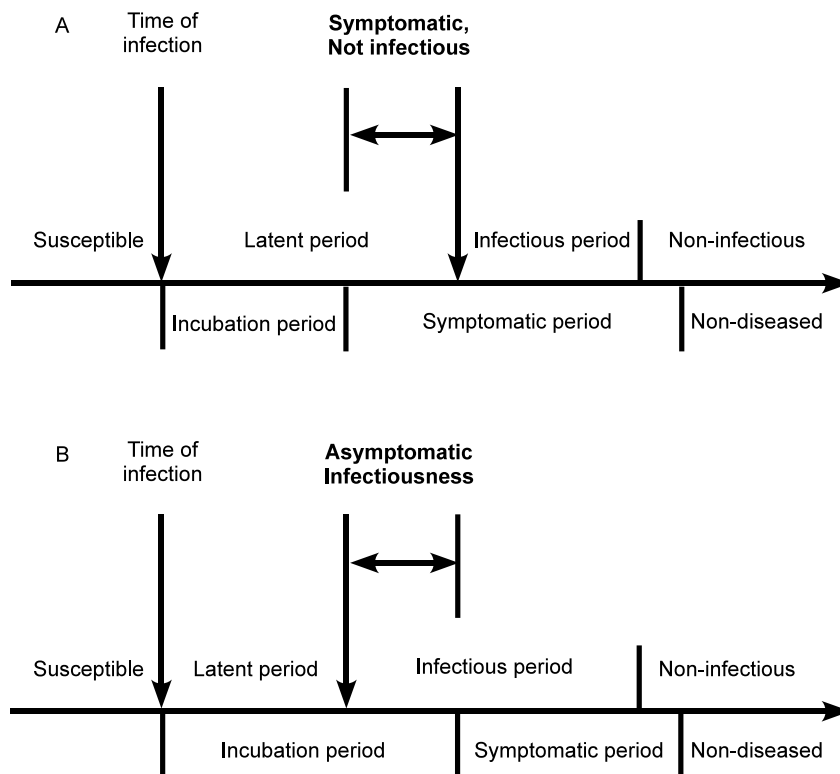 A
Time of
infection
Symptomatic,
Not infectious
Susceptible
Latent period
Infectious period
Non-infectious
Incubation period
Symptomatic period
Non-diseased
B
Time of
infection
Asymptomatic
Infectiousness
Susceptible
Latent period
Infectious period
Non-infectious
Incubation period
Symptomatic period
Non-diseased